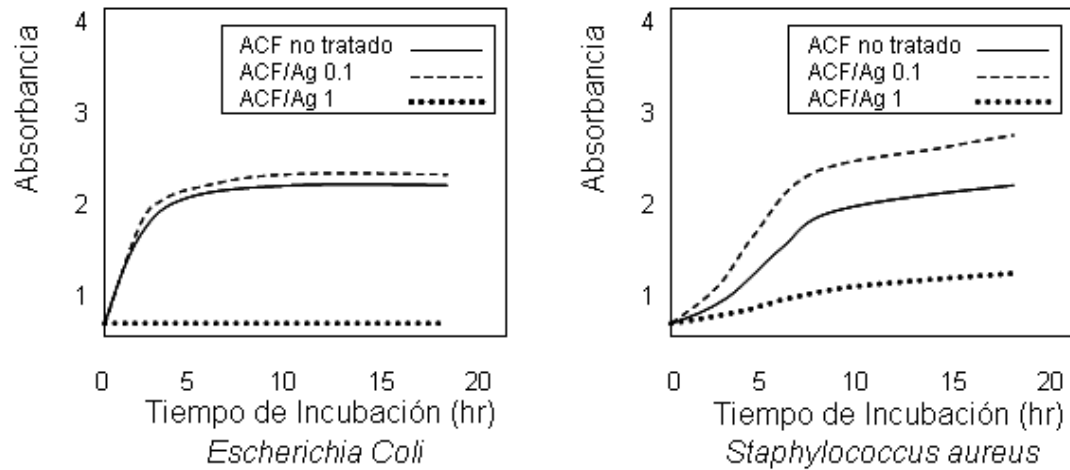 Absorbancia
4
3
2
1
ACF no tratado
ACF/Ag 0.1
ACF/Ag 1
0 5 10 15 20
Tiempo de Incubación (hr)
Escherichia Coli
Absorbancia
4
3
2
1
ACF no tratado
ACF/Ag 0.1
ACF/Ag 1
0 5 10 15 20
Tiempo de Incubación (hr)
Staphylococcus aureus